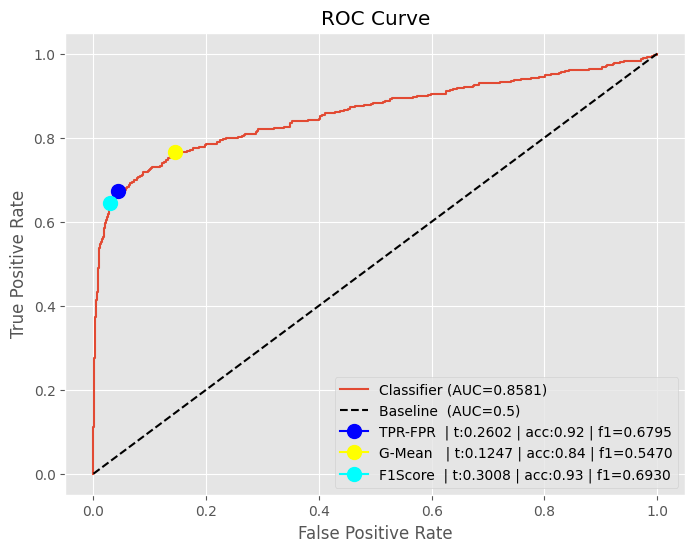 ROC Curve
1.0
0.8
0.6
0.4
0.2
0.0
True Positive Rate
Classifier (AUC=0.8581)
Baseline (AUC=0.5)
TPR-FPR | t:0.2602 | acc:0.92 | f1=0.6795
G-Mean | t:0.1247 | acc:0.84 | f1=0.5470
F1Score | t:0.3008 | acc:0.93 | f1=0.6930
0.0 0.2 0.4 0.6 0.8 1.0
False Positive Rate